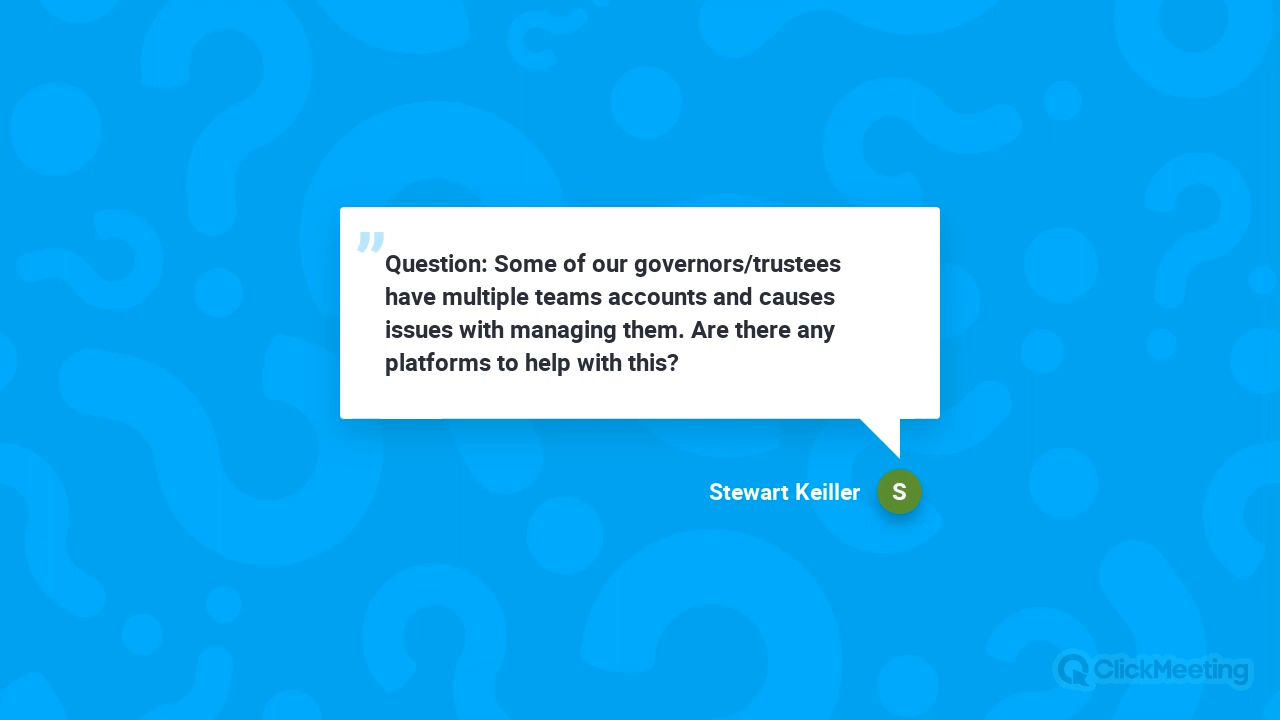 Question: Some of our governors/trustees
have multiple teams accounts and causes
issues with managing them. Are there any
platforms to help with this?
Stewart Keiller
S
ClickMeeting